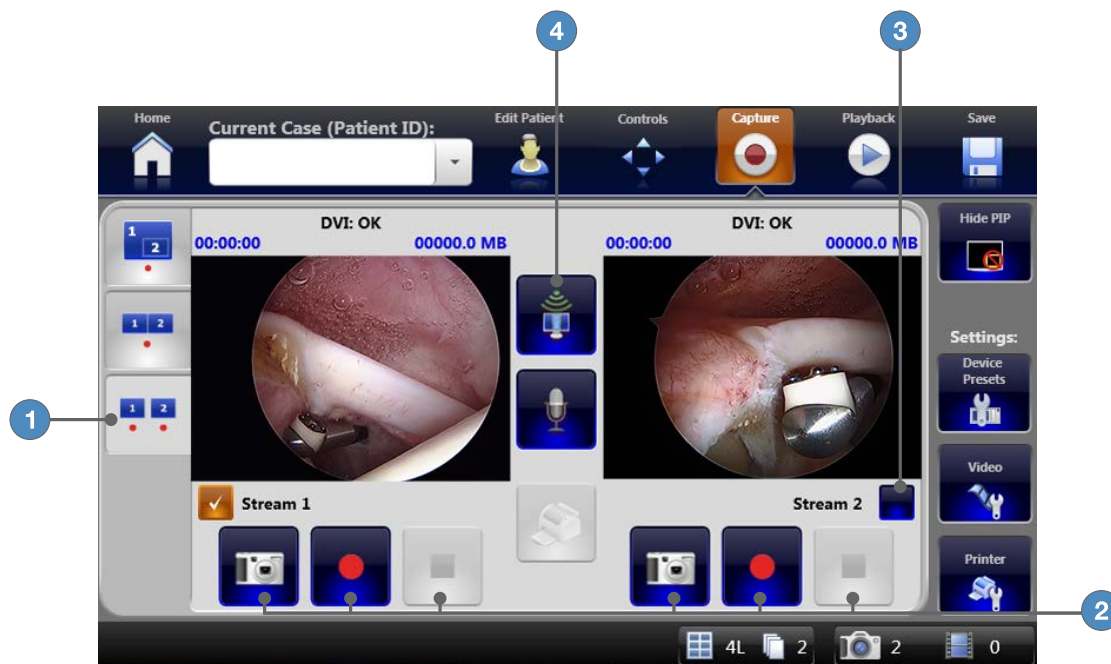 4
3
Home
Current Case (Patient ID):
Edit Patient
Controls
Capture
Playback
Save
1
2
DVI: OK
00:00:00
00000.0 MB
DVI: OK
00:00:00
00000.0 MB
Hide PIP
1 2
Settings:
Device
Presets
1
1 2
Video
Stream 1
Stream 2
Printer
2
4L
2
2
0